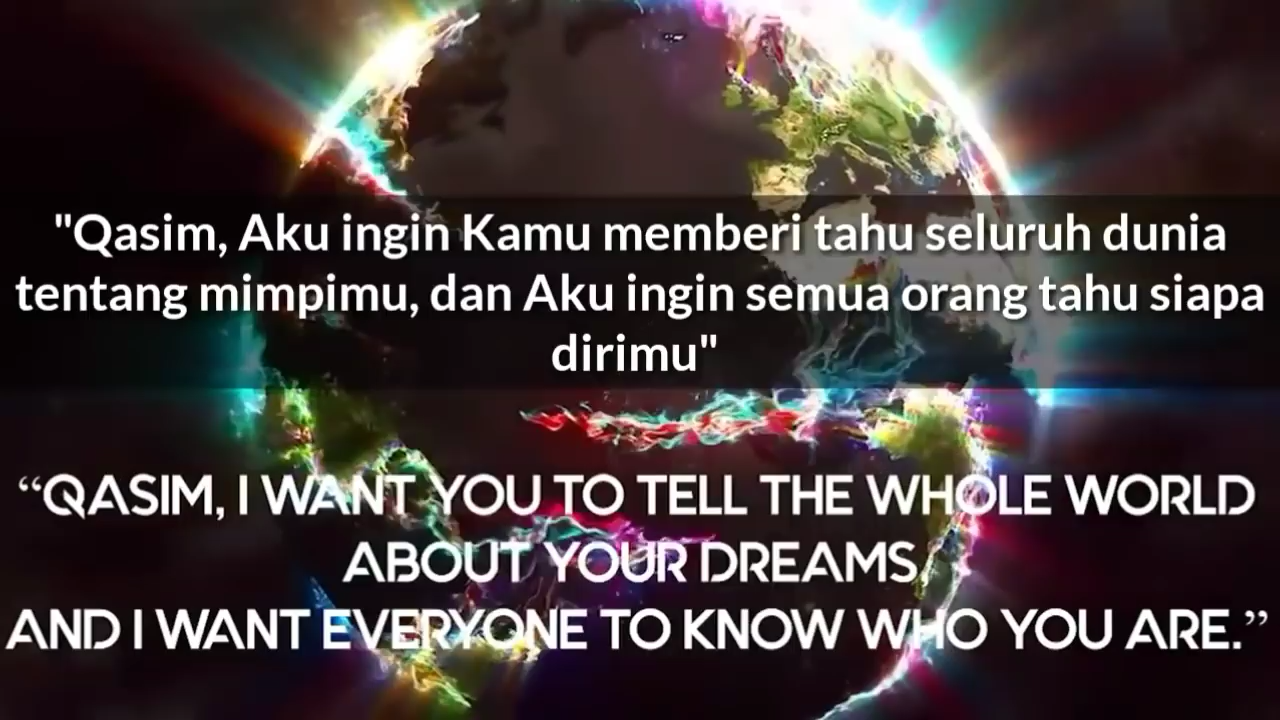 "Qasim, Aku ingin Kamu memberi tahu seluruh dunia
tentang mimpimu, dan Aku ingin semua orang tahu siapa
dirimu"
“QASIM, I WANT YOU TO TELL THE WHOLE WORLD
ABOUT YOUR DREAMS
AND I WANT EVERYONE TO KNOW WHO YOU ARE.”